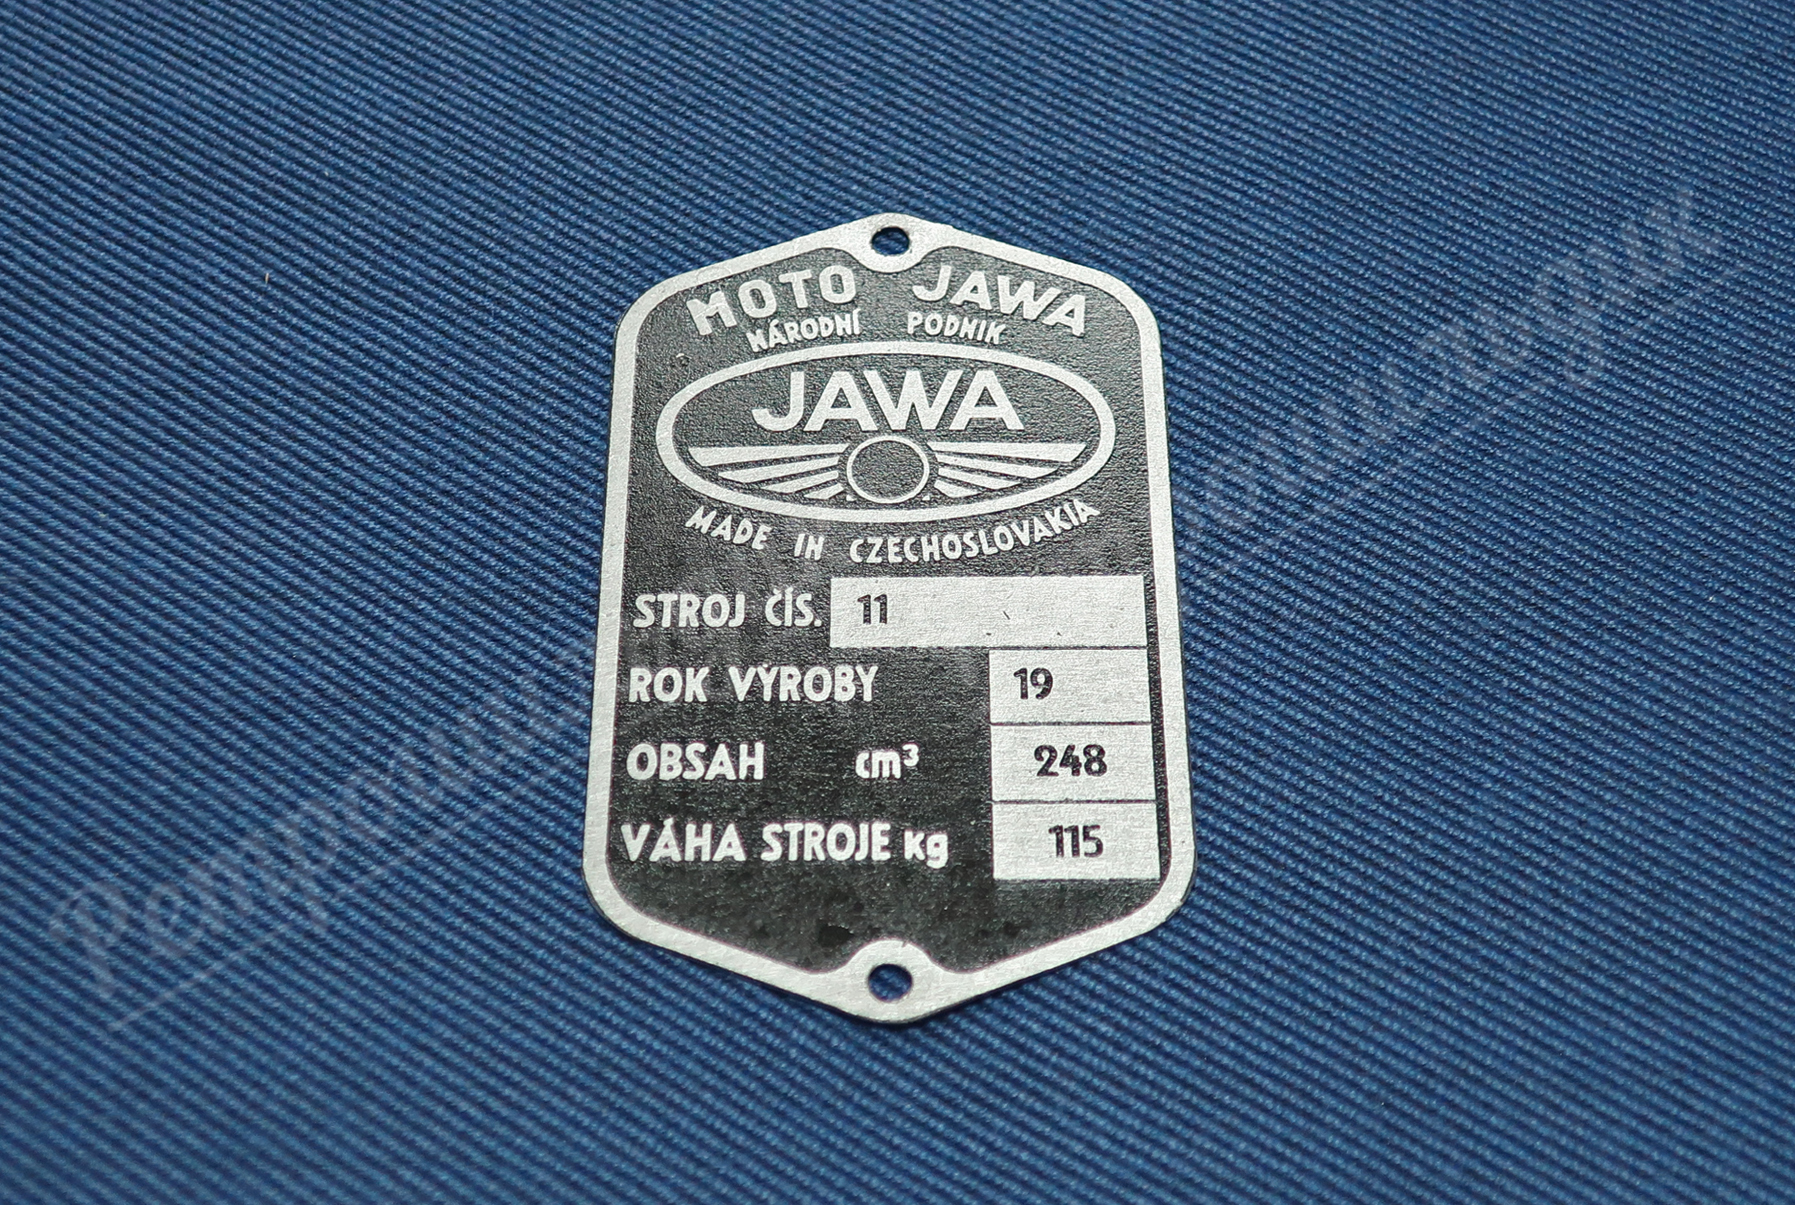 MOTO JAWA
NÁRODNÍ PODNIK
JAWA
MADE IN CZECHOSLOVAKIA
STROJ ČÍS. 11
ROK VÝROBY 19
OBSAH cm³ 248
VÁHA STROJE Kg 115